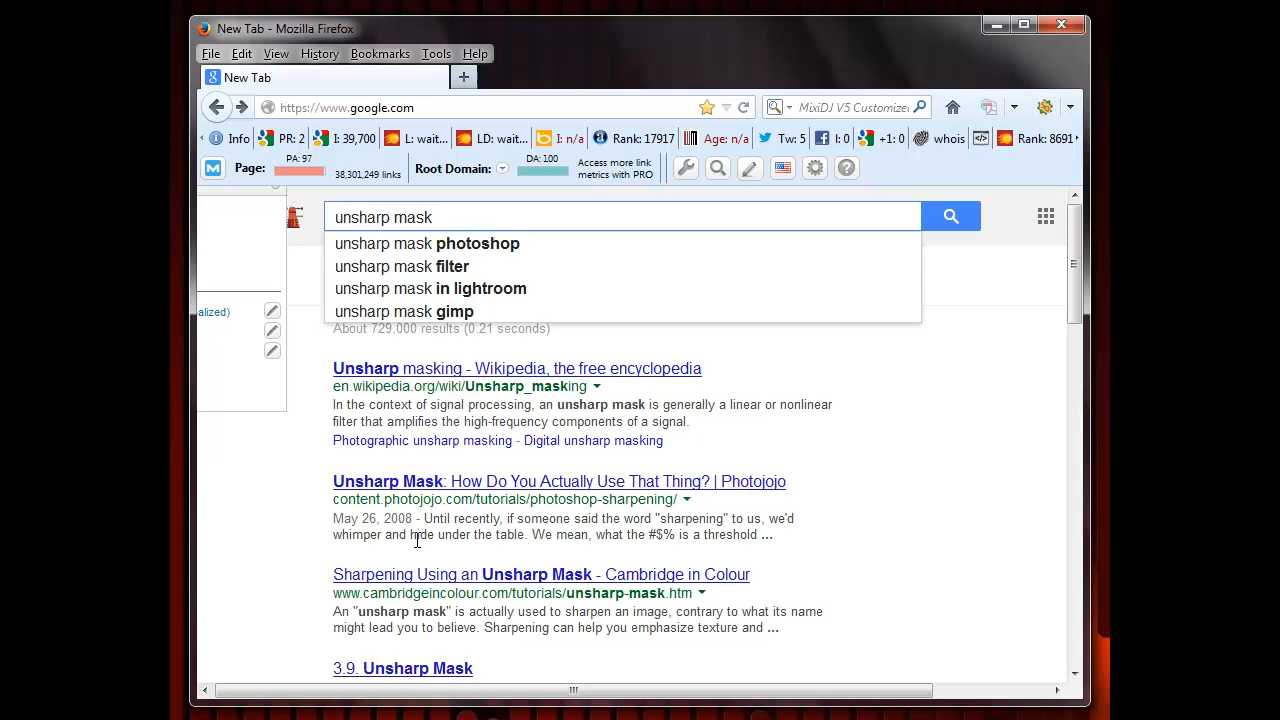 New Tab - Mozilla Firefox
File Edit View History Bookmarks Tools Help
New Tab
https://www.google.com
MixiDJ V5 Customize
Info PR: 2 I: 39,700 L: wait... LD: wait... I: n/a Rank: 17917 Age: n/a Tw: 5 I: 0 +1: 0 whois Rank: 8691
Page: PA: 97 38,301,249 links Root Domain: DA: 100 Access more link metrics with PRO
unsharp mask
unsharp mask photoshop
unsharp mask filter
unsharp mask in lightroom
unsharp mask gimp
alized)
About 729,000 results (0.21 seconds)
Unsharp masking - Wikipedia, the free encyclopedia
en.wikipedia.org/wiki/Unsharp_masking
In the context of signal processing, an unsharp mask is generally a linear or nonlinear
filter that amplifies the high-frequency components of a signal.
Photographic unsharp masking - Digital unsharp masking
Unsharp Mask: How Do You Actually Use That Thing? | Photojojo
content.photojojo.com/tutorials/photoshop-sharpening/
May 26, 2008 - Until recently, if someone said the word "sharpening" to us, we'd
whimper and hide under the table. We mean, what the #$% is a threshold ...
Sharpening Using an Unsharp Mask - Cambridge in Colour
www.cambridgeincolour.com/tutorials/unsharp-mask.htm
An "unsharp mask" is actually used to sharpen an image, contrary to what its name
might lead you to believe. Sharpening can help you emphasize texture and ...
3.9. Unsharp Mask